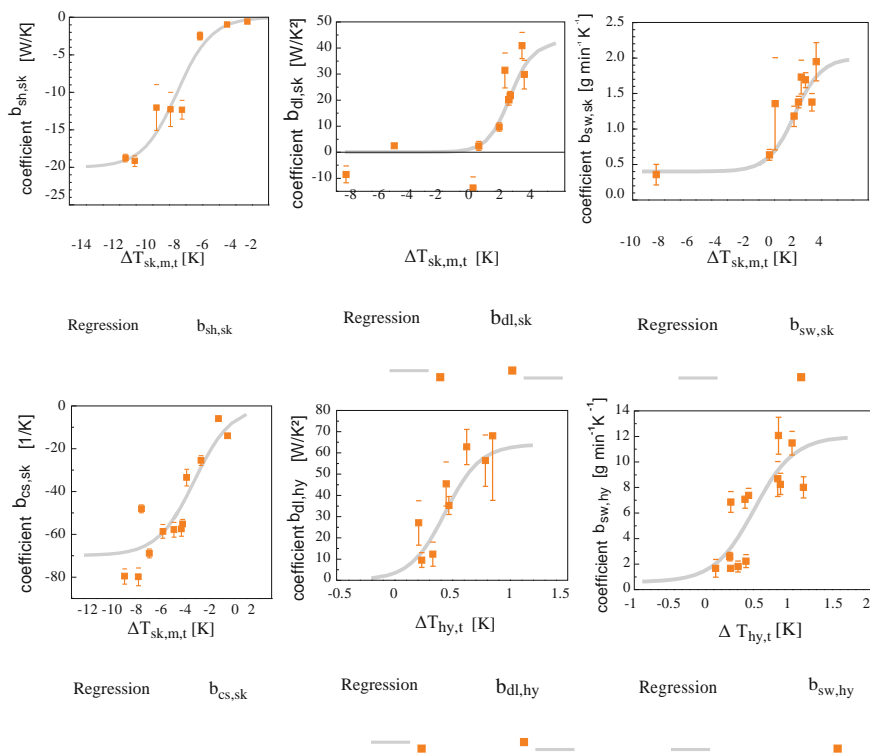 coefficient b_sh,sk [W/K]
0
-5
-10
-15
-20
-25
-14 -12 -10 -8 -6 -4 -2
ΔT_sk,m,t [K]
Regression b_sh,sk
coefficient b_dl,sk [W/K²]
50
40
30
20
10
0
-10
-8 -6 -4 -2 0 2 4
ΔT_sk,m,t [K]
Regression b_dl,sk
coefficient b_sw,sk [g min⁻¹ K⁻¹]
2.5
2.0
1.5
1.0
0.5
0.0
-10 -8 -6 -4 -2 0 2 4
ΔT_sk,m,t [K]
Regression b_sw,sk
coefficient b_cs,sk [1/K]
0
-20
-40
-60
-80
-12 -10 -8 -6 -4 -2 0 2
ΔT_sk,m,t [K]
Regression b_cs,sk
coefficient b_dl,hy [W/K²]
80
70
60
50
40
30
20
10
0
-0.5 0 0.5 1 1.5
ΔT_hy,t [K]
Regression b_dl,hy
coefficient b_sw,hy [g min⁻¹K⁻¹]
14
12
10
8
6
4
2
0
-1 0 0.5 1 1.5 2
Δ T_hy,t [K]
Regression b_sw,hy